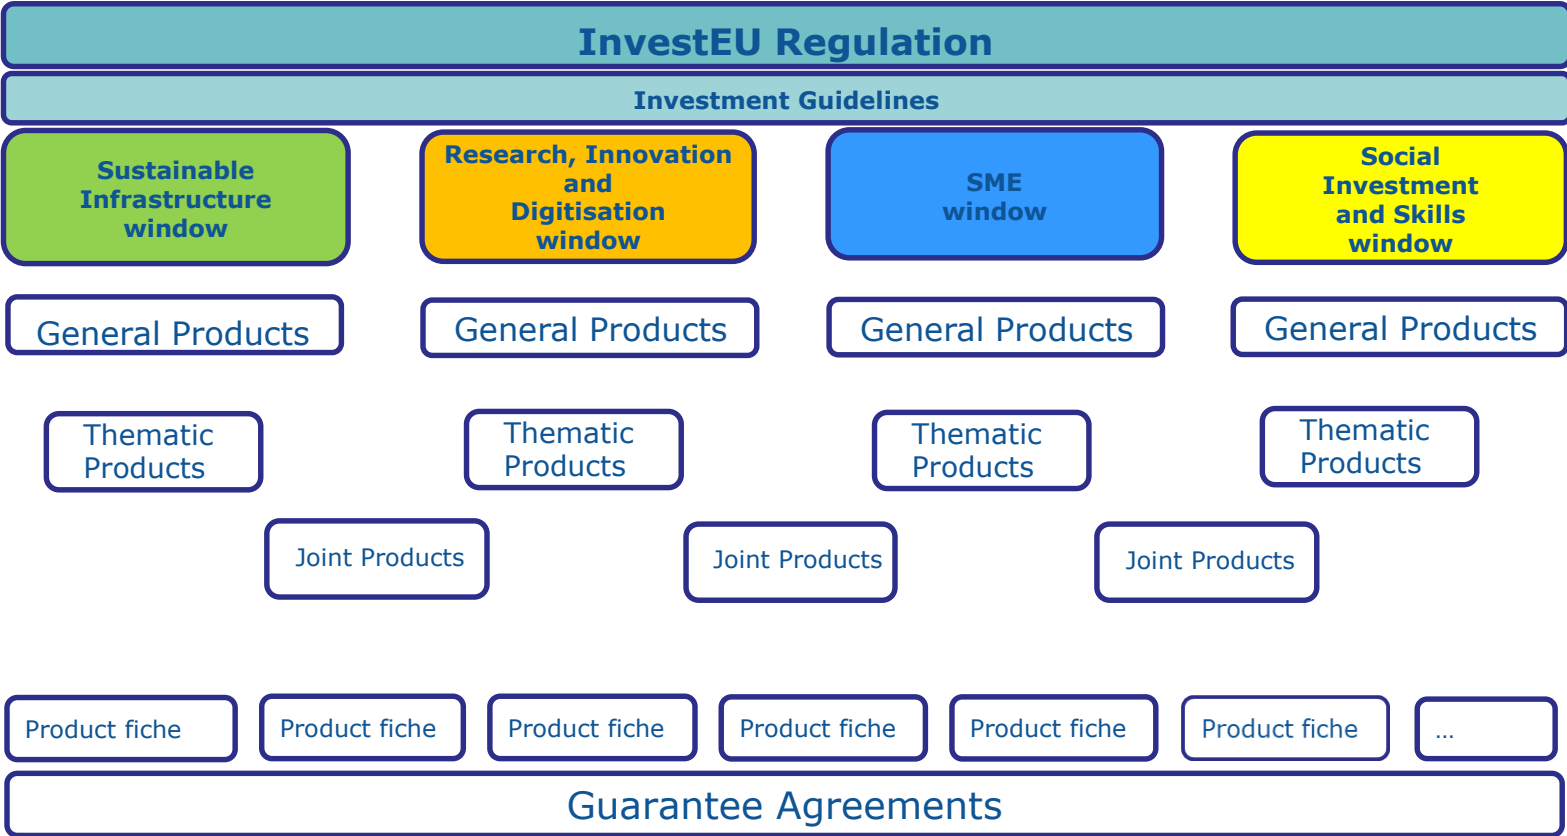 InvestEU Regulation
Investment Guidelines
Sustainable
Infrastructure
window
Research, Innovation
and
Digitisation
window
SME
window
Social
Investment
and Skills
window
General Products
General Products
General Products
General Products
Thematic
Products
Thematic
Products
Thematic
Products
Thematic
Products
Joint Products
Joint Products
Joint Products
Product fiche
Product fiche
Product fiche
Product fiche
Product fiche
Product fiche
...
Guarantee Agreements